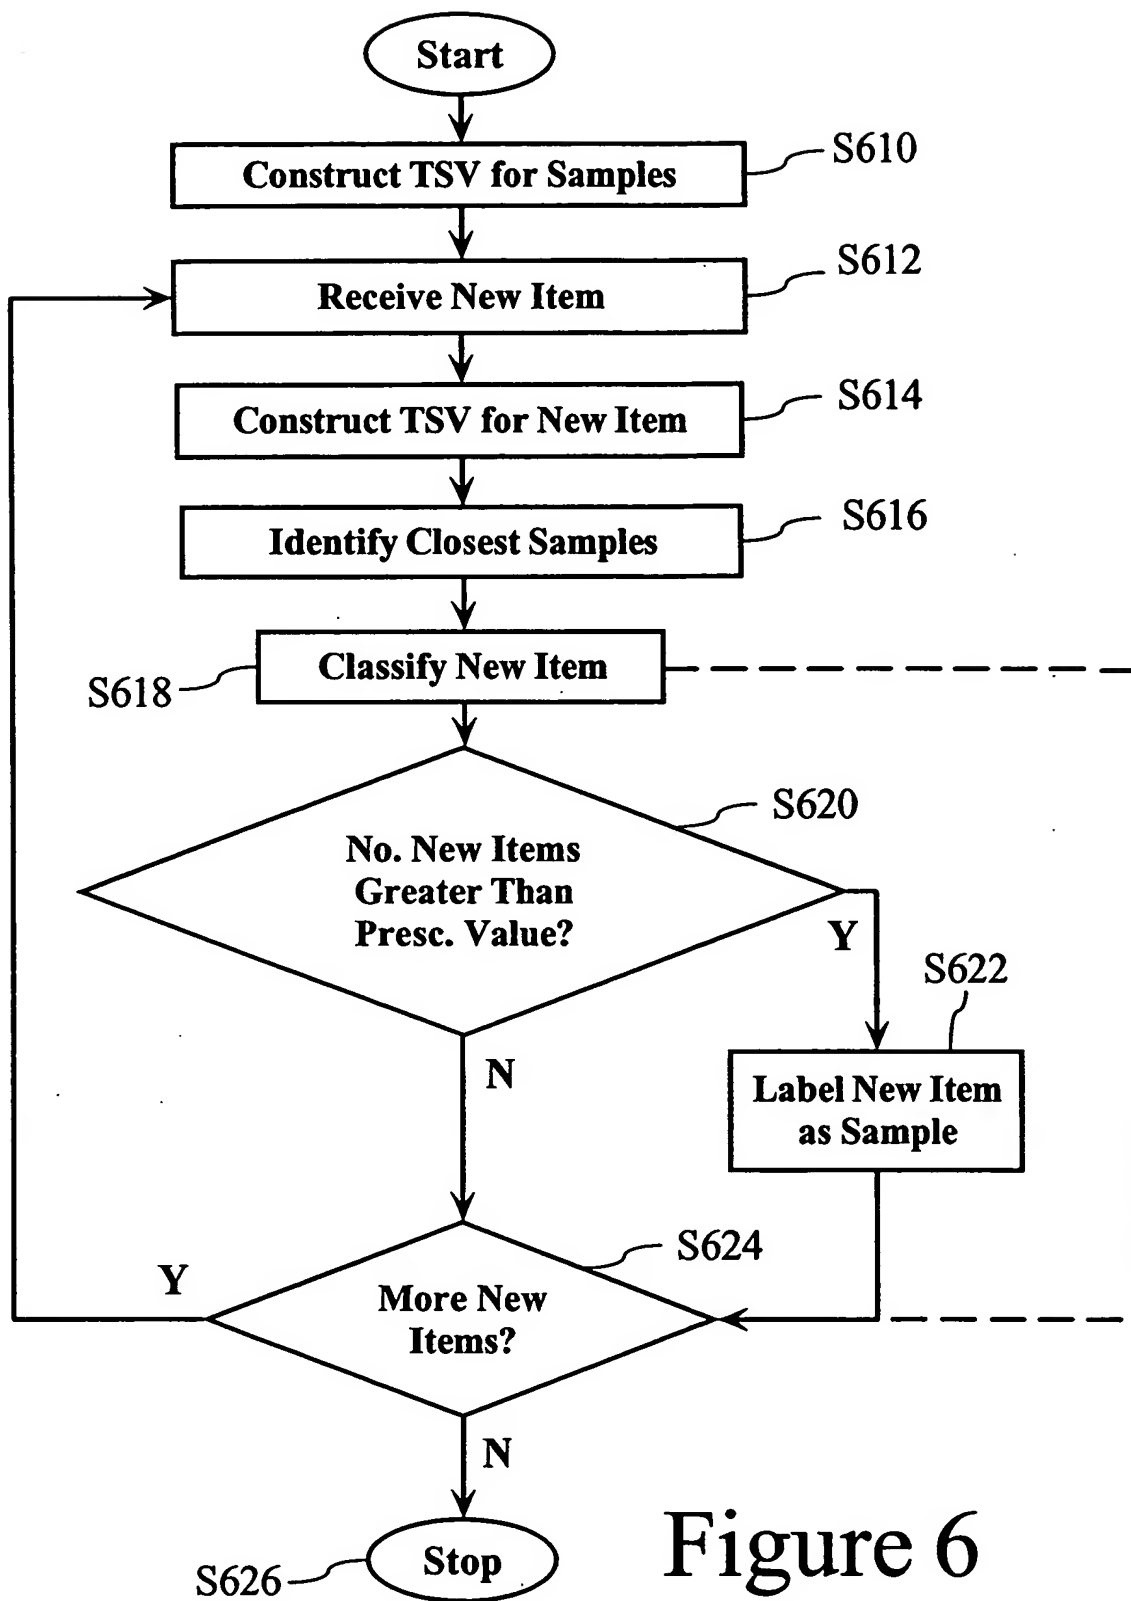 Start
Construct TSV for Samples
S610
Receive New Item
S612
Construct TSV for New Item
S614
Identify Closest Samples
S616
Classify New Item
S618
No. New Items
Greater Than
Presc. Value?
S620
Y
N
S622
Label New Item
as Sample
S624
Y
More New
Items?
N
Stop
S626
Figure 6